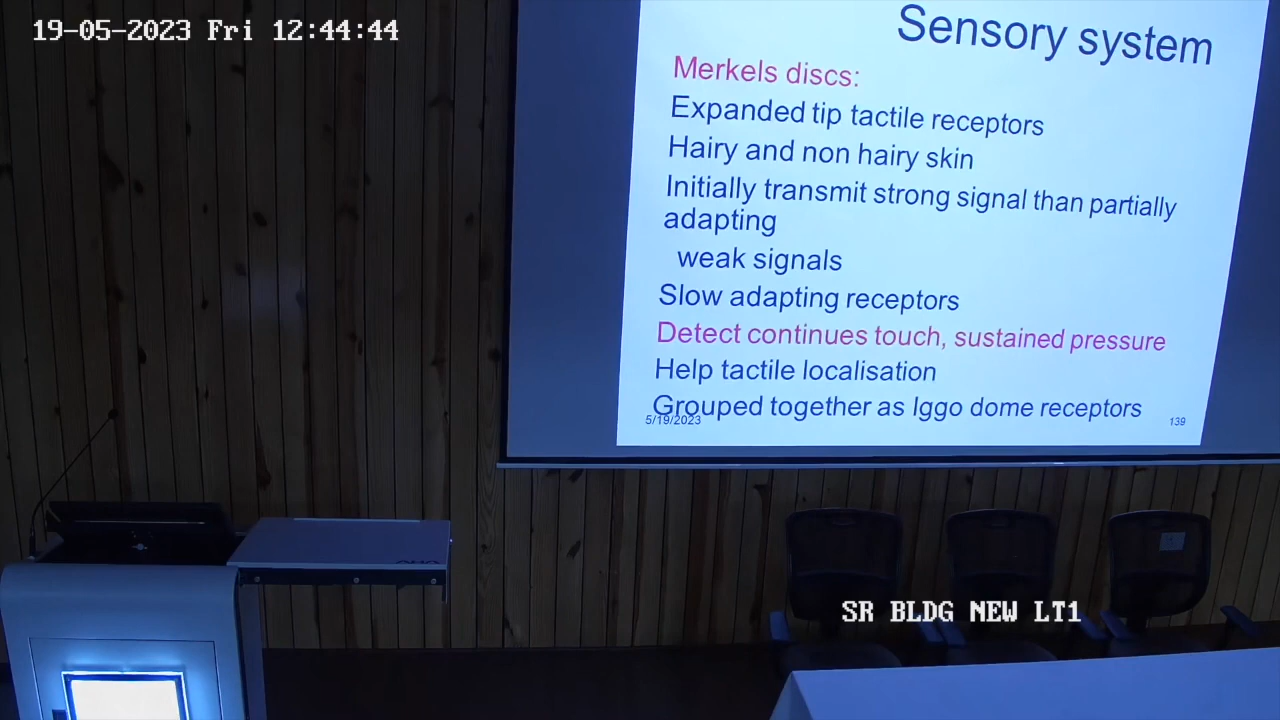 19-05-2023 Fri 12:44:44
Sensory system
Merkels discs:
Expanded tip tactile receptors
Hairy and non hairy skin
Initially transmit strong signal than partially
adapting
weak signals
Slow adapting receptors
Detect continues touch, sustained pressure
Help tactile localisation
Grouped together as Iggo dome receptors
5/19/2023
139
SR BLDG NEW LT1